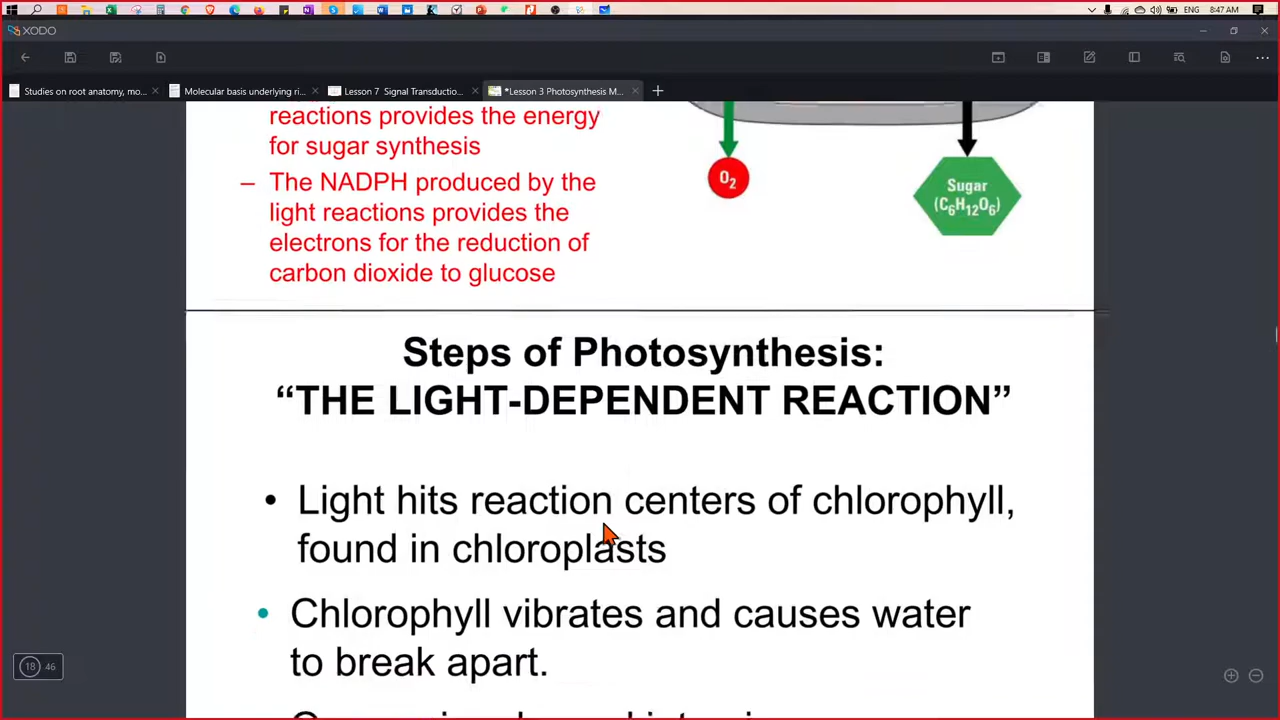 ENG
8:47 AM
XODO
Studies on root anatomy, mo...
Molecular basis underlying ri...
Lesson 7 Signal Transductio...
*Lesson 3 Photosynthesis M...
reactions provides the energy
for sugar synthesis
– The NADPH produced by the
light reactions provides the
electrons for the reduction of
carbon dioxide to glucose
O2
Sugar
(C6H12O6)
Steps of Photosynthesis:
“THE LIGHT-DEPENDENT REACTION”
• Light hits reaction centers of chlorophyll,
found in chloroplasts
• Chlorophyll vibrates and causes water
to break apart.
18 46